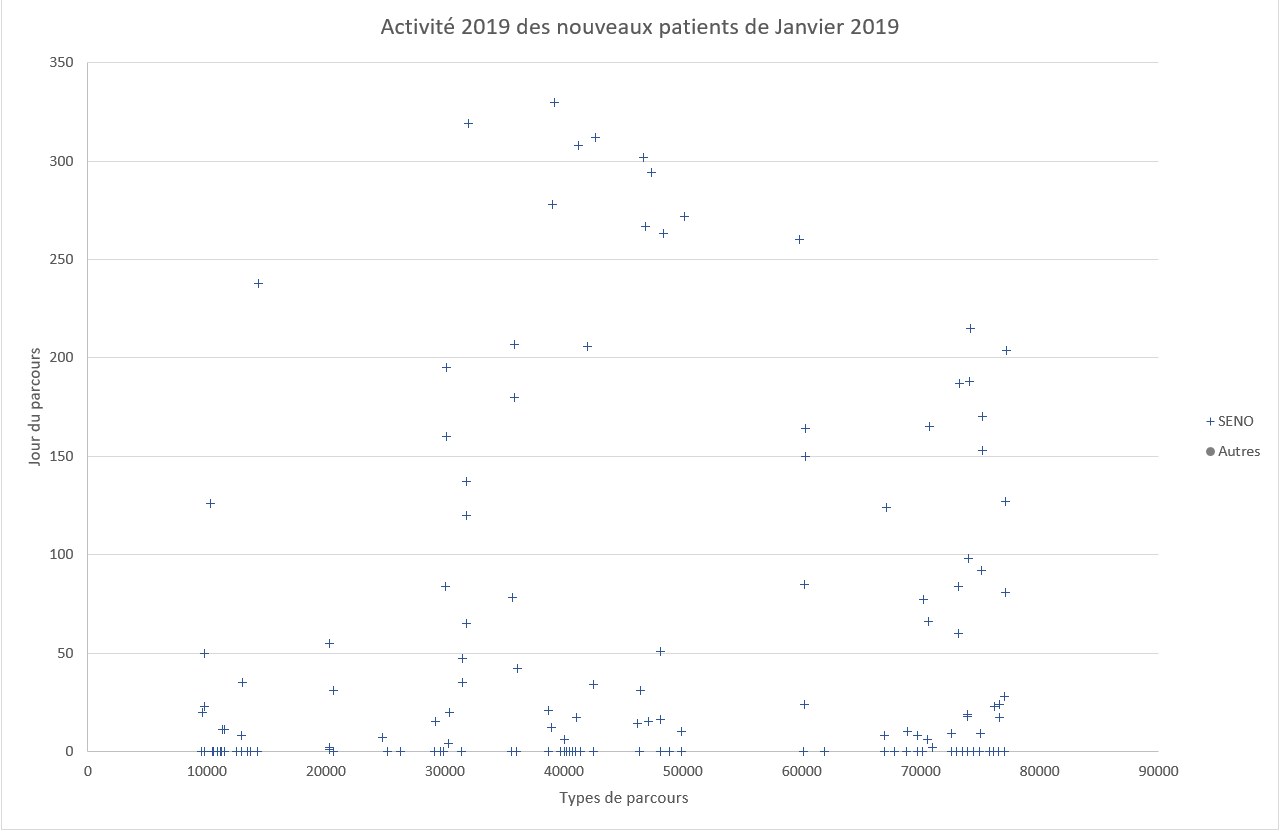 Activité 2019 des nouveaux patients de Janvier 2019
350
300
250
200
150
100
50
0
Jour du parcours
0 10000 20000 30000 40000 50000 60000 70000 80000 90000
Types de parcours
SENO
Autres